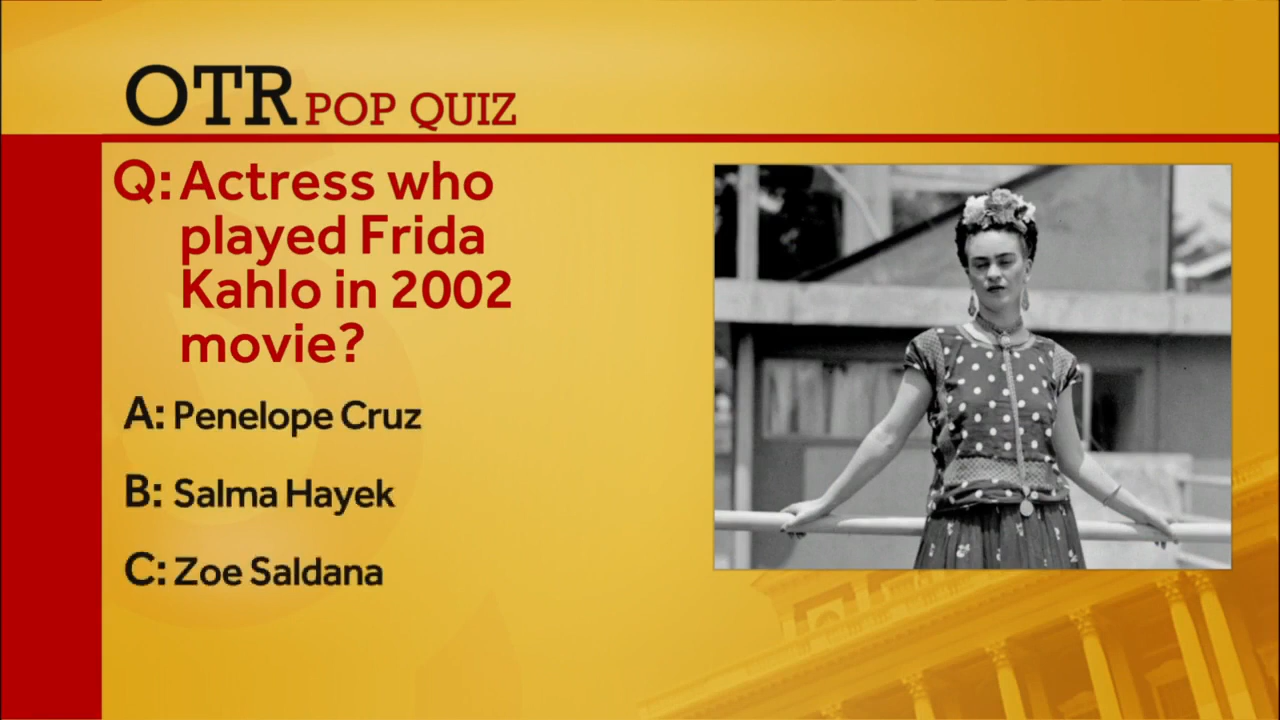 OTR POP QUIZ
Q: Actress who
played Frida
Kahlo in 2002
movie?
A: Penelope Cruz
B: Salma Hayek
C: Zoe Saldana